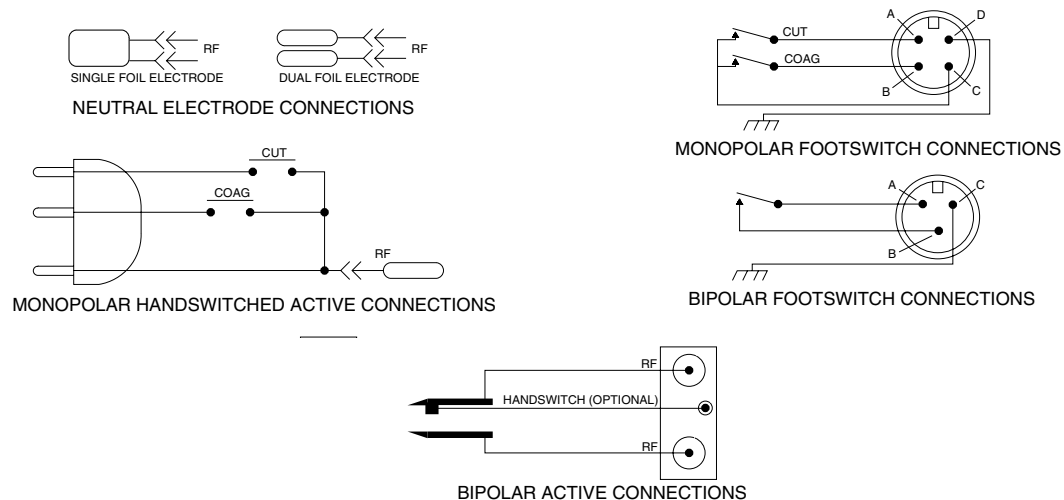 RF
RF
SINGLE FOIL ELECTRODE
DUAL FOIL ELECTRODE
NEUTRAL ELECTRODE CONNECTIONS
A
D
CUT
COAG
B
C
MONOPOLAR FOOTSWITCH CONNECTIONS
CUT
COAG
RF
MONOPOLAR HANDSWITCHED ACTIVE CONNECTIONS
A
C
B
BIPOLAR FOOTSWITCH CONNECTIONS
RF
HANDSWITCH (OPTIONAL)
RF
BIPOLAR ACTIVE CONNECTIONS